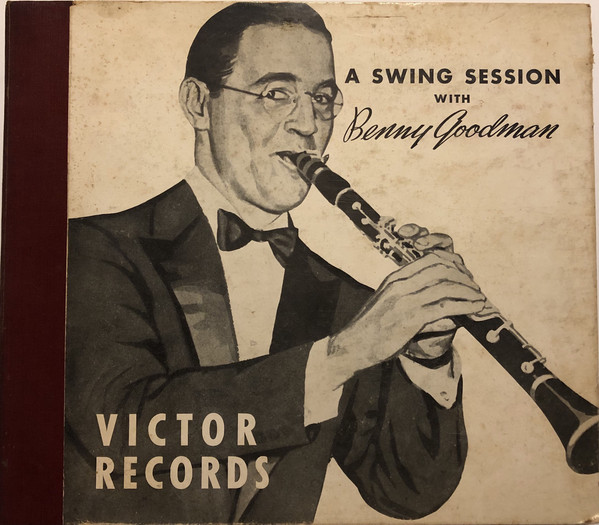 A SWING SESSION
WITH
Benny Goodman
VICTOR
RECORDS